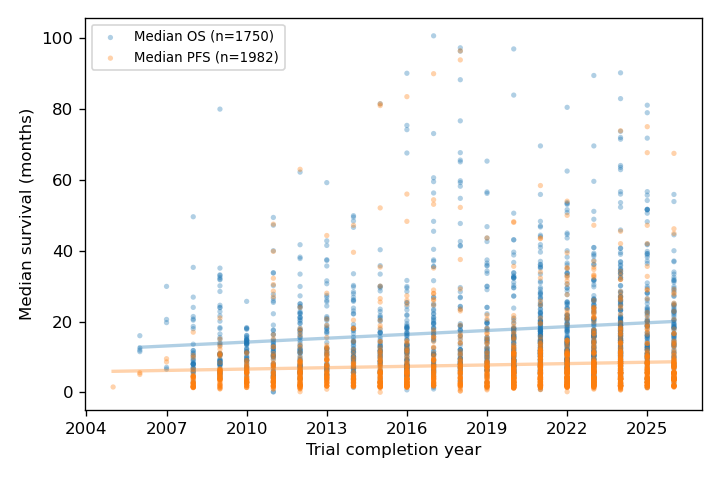 Median OS (n=1750)
Median PFS (n=1982)
100
80
60
40
20
0
Median survival (months)
2004 2007 2010 2013 2016 2019 2022 2025
Trial completion year